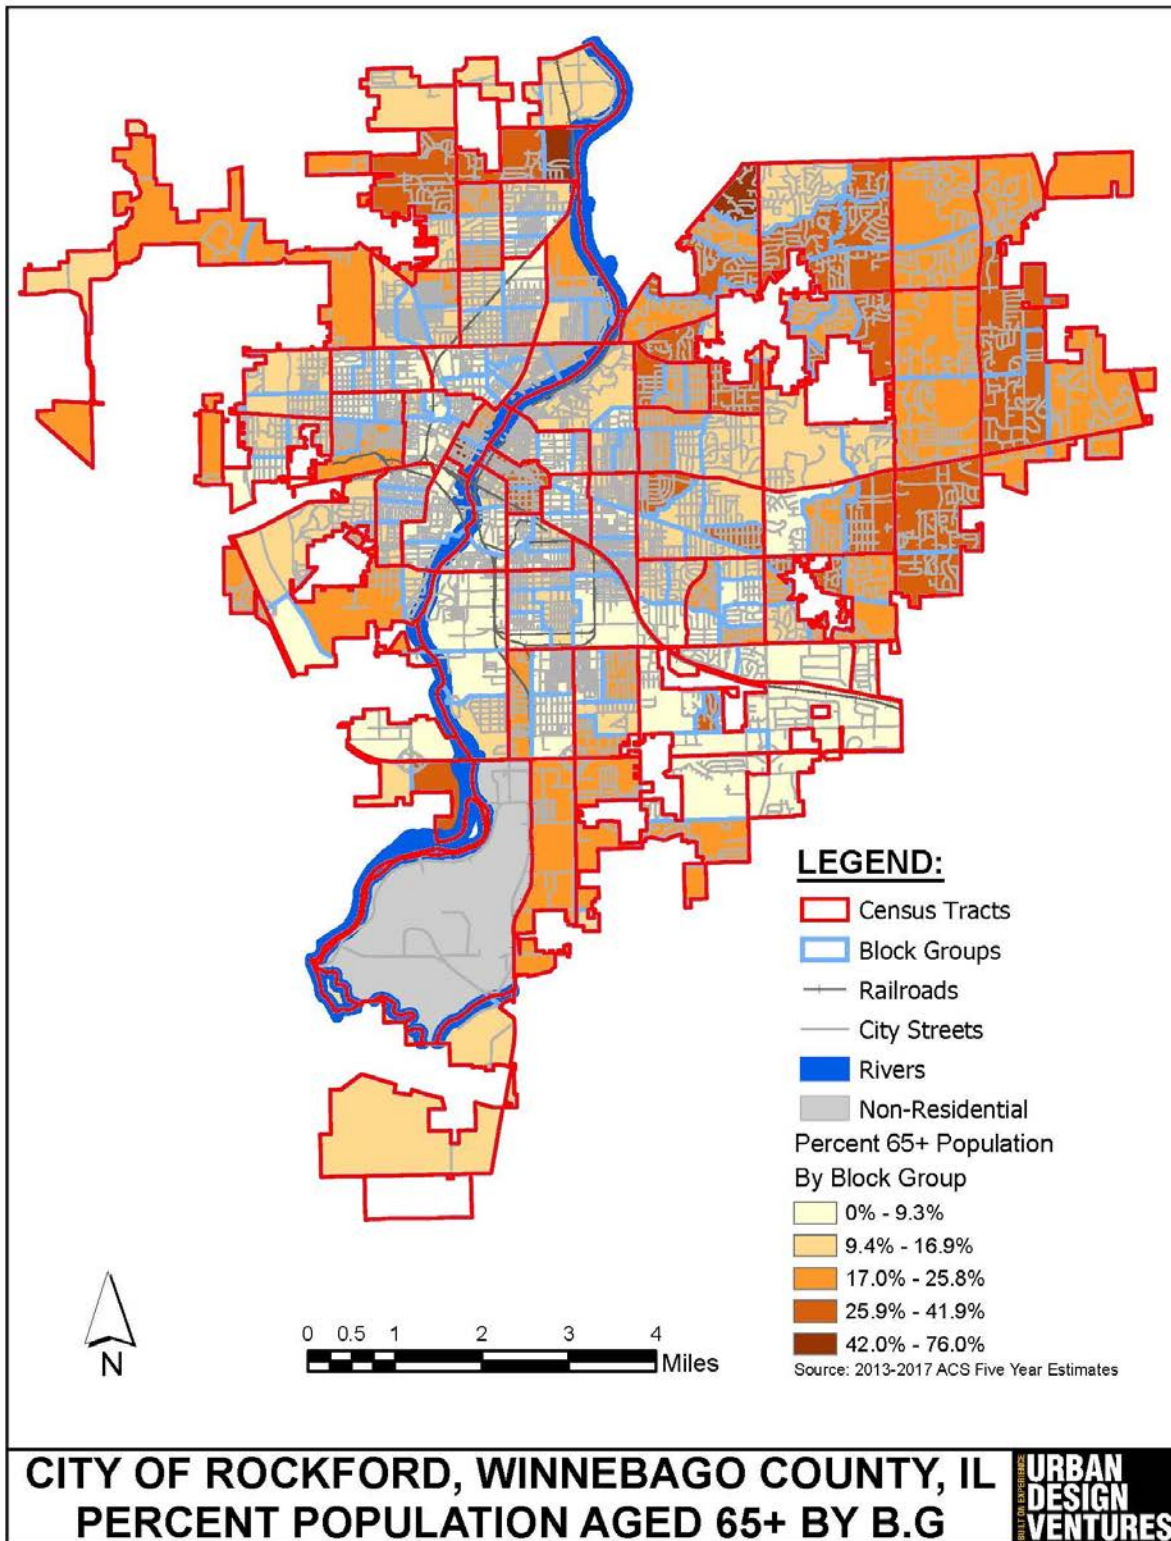 LEGEND:
Census Tracts
Block Groups
Railroads
City Streets
Rivers
Non-Residential
Percent 65+ Population
By Block Group
0% - 9.3%
9.4% - 16.9%
17.0% - 25.8%
25.9% - 41.9%
42.0% - 76.0%
Source: 2013-2017 ACS Five Year Estimates
N
0 0.5 1 2 3 4
Miles
CITY OF ROCKFORD, WINNEBAGO COUNTY, IL
PERCENT POPULATION AGED 65+ BY B.G
BUILT ON EXPERIENCE
URBAN
DESIGN
VENTURES